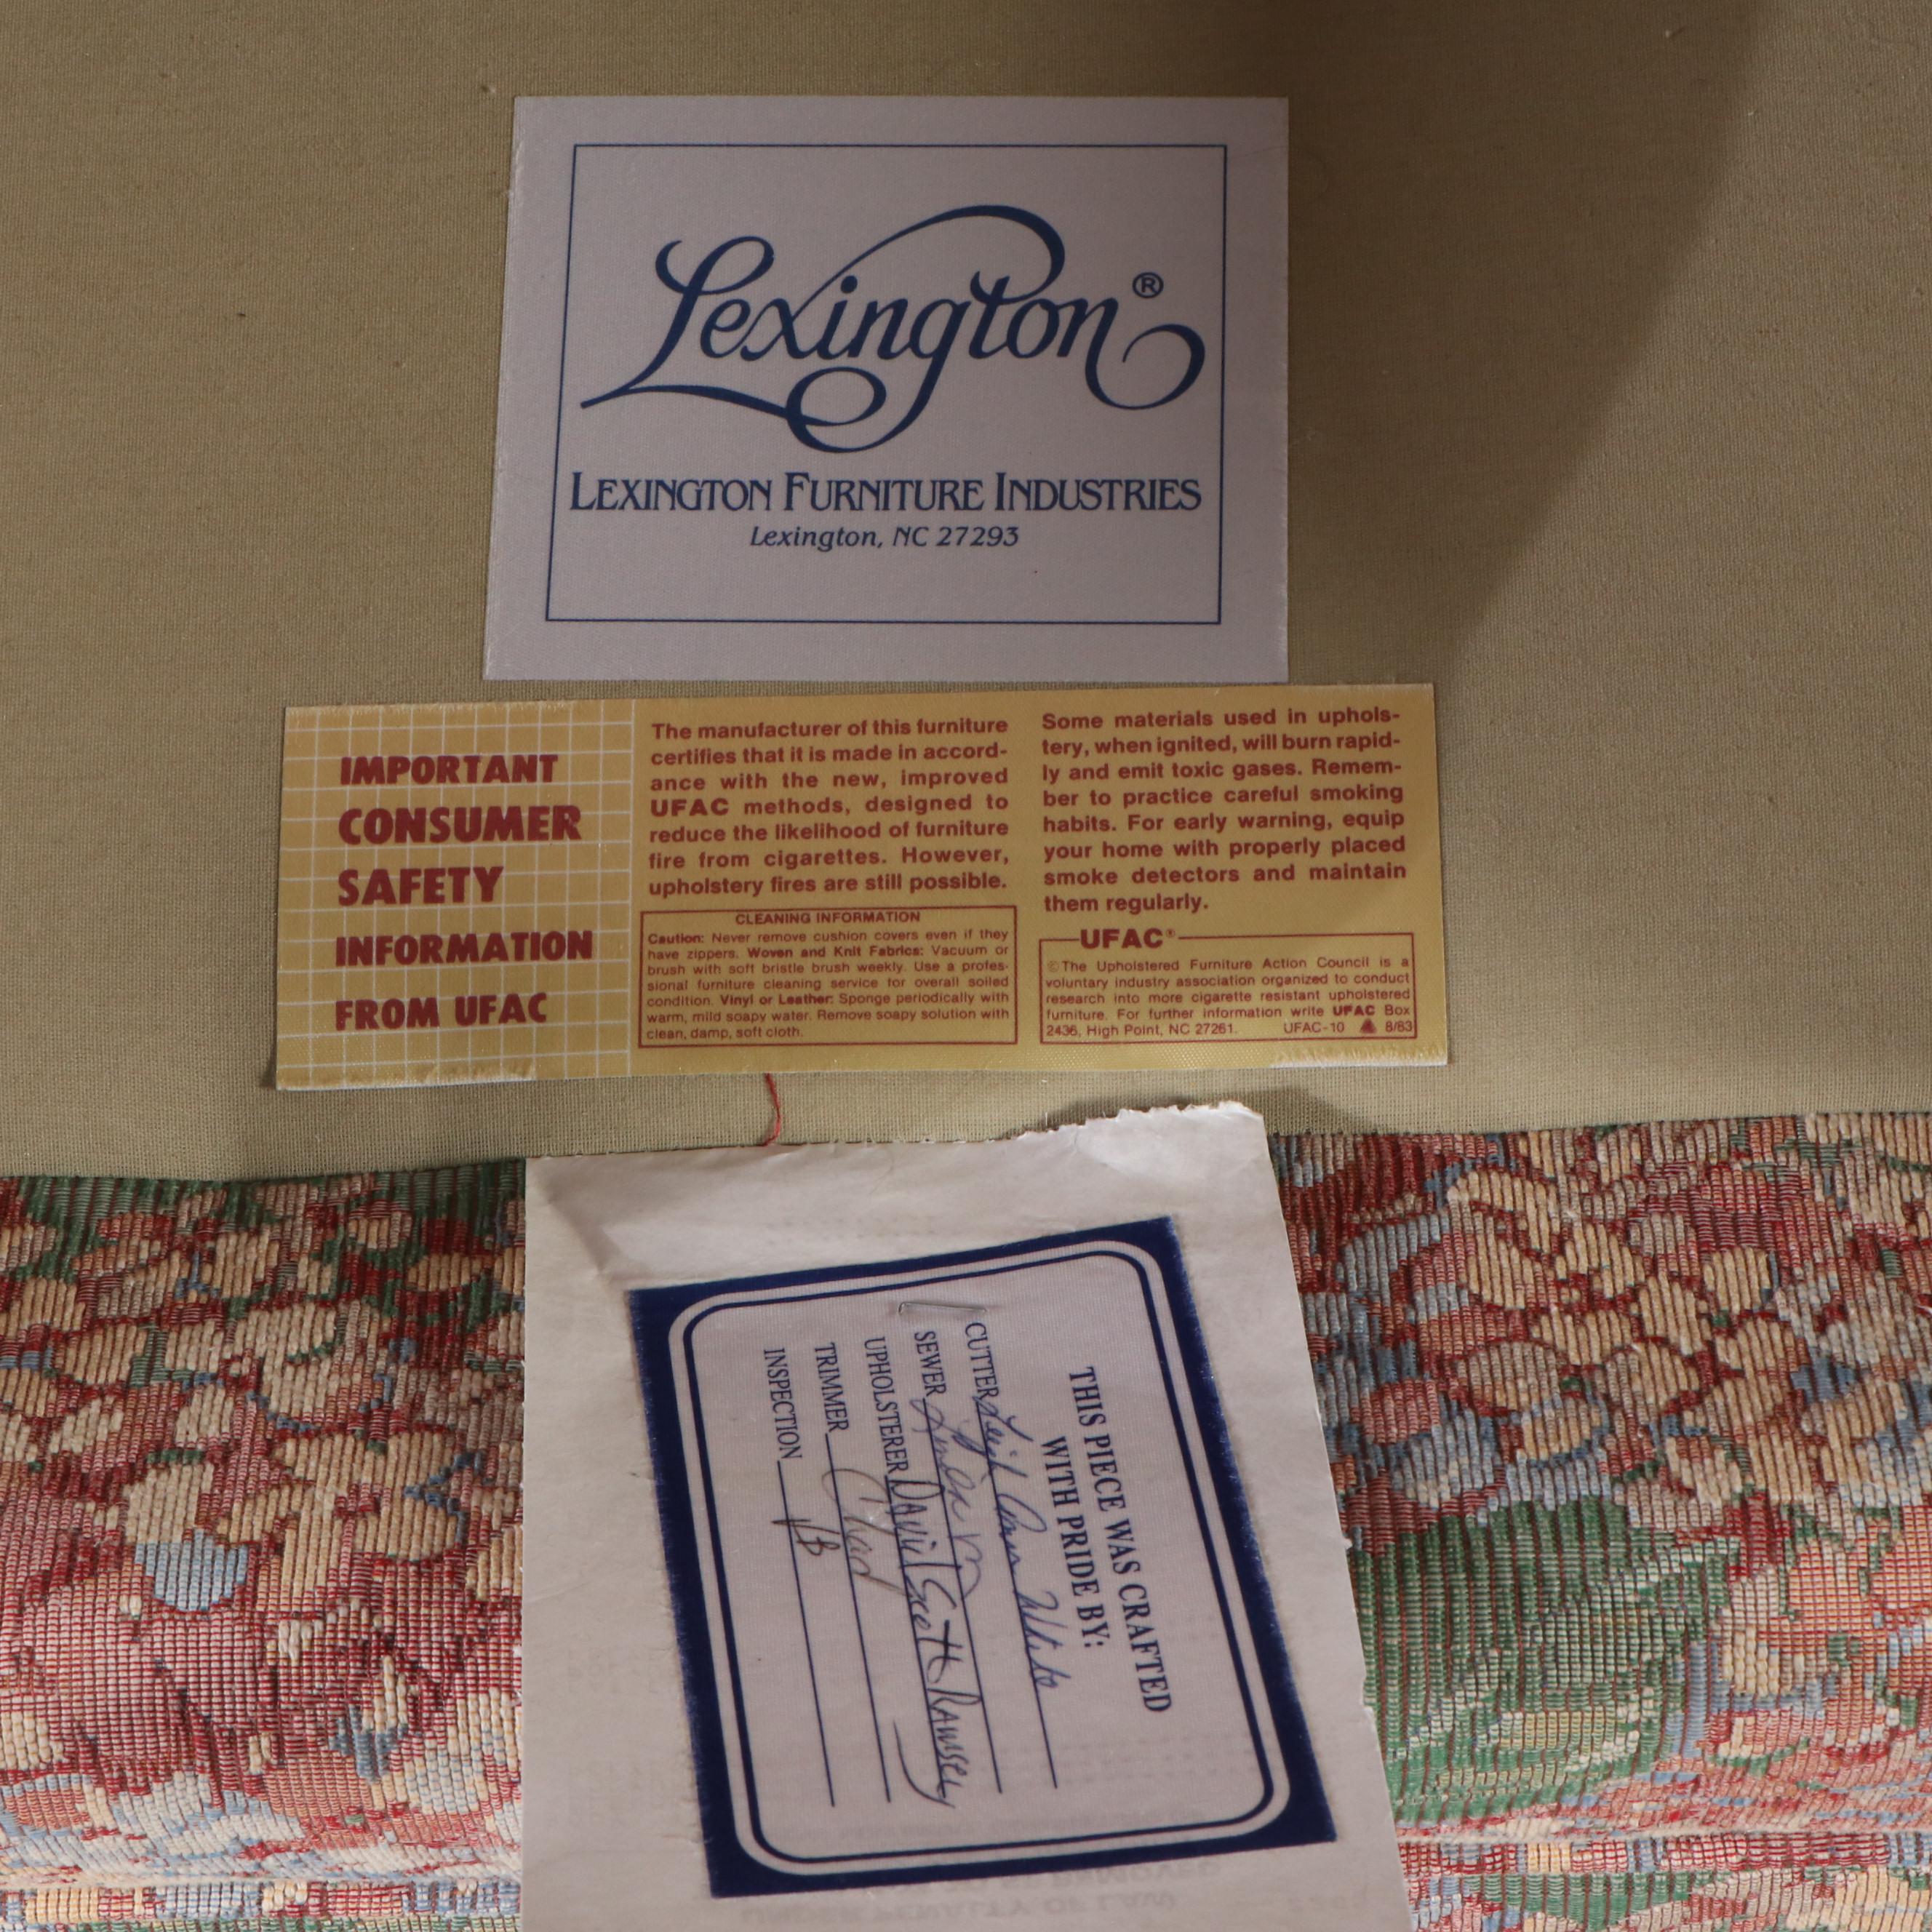 Lexington®
LEXINGTON FURNITURE INDUSTRIES
Lexington, NC 27293
IMPORTANT
CONSUMER
SAFETY
INFORMATION
FROM UFAC
The manufacturer of this furniture
certifies that it is made in accord-
ance with the new, improved
UFAC methods, designed to
reduce the likelihood of furniture
fire from cigarettes. However,
upholstery fires are still possible.
CLEANING INFORMATION
Caution: Never remove cushion covers even if they
have zippers. Woven and Knit Fabrics: Vacuum or
brush with soft bristle brush weekly. Use a profes-
sional furniture cleaning service for overall soiled
condition. Vinyl or Leather: Sponge periodically with
warm, mild soapy water. Remove soapy solution with
clean, damp, soft cloth.
Some materials used in uphols-
tery, when ignited, will burn rapid-
ly and emit toxic gases. Remem-
ber to practice careful smoking
habits. For early warning, equip
your home with properly placed
smoke detectors and maintain
them regularly.
UFAC®
©The Upholstered Furniture Action Council is a
voluntary industry association organized to conduct
research into more cigarette resistant upholstered
furniture. For further information write UFAC Box
2436, High Point, NC 27261. UFAC-10 8/83
THIS PIECE WAS CRAFTED
WITH PRIDE BY:
CUTTER Leigh Ann White
SEWER Linda M
UPHOLSTERER DAvid Scott RAmsey
TRIMMER Chad
INSPECTION
UNDER PENALTY OF LAW